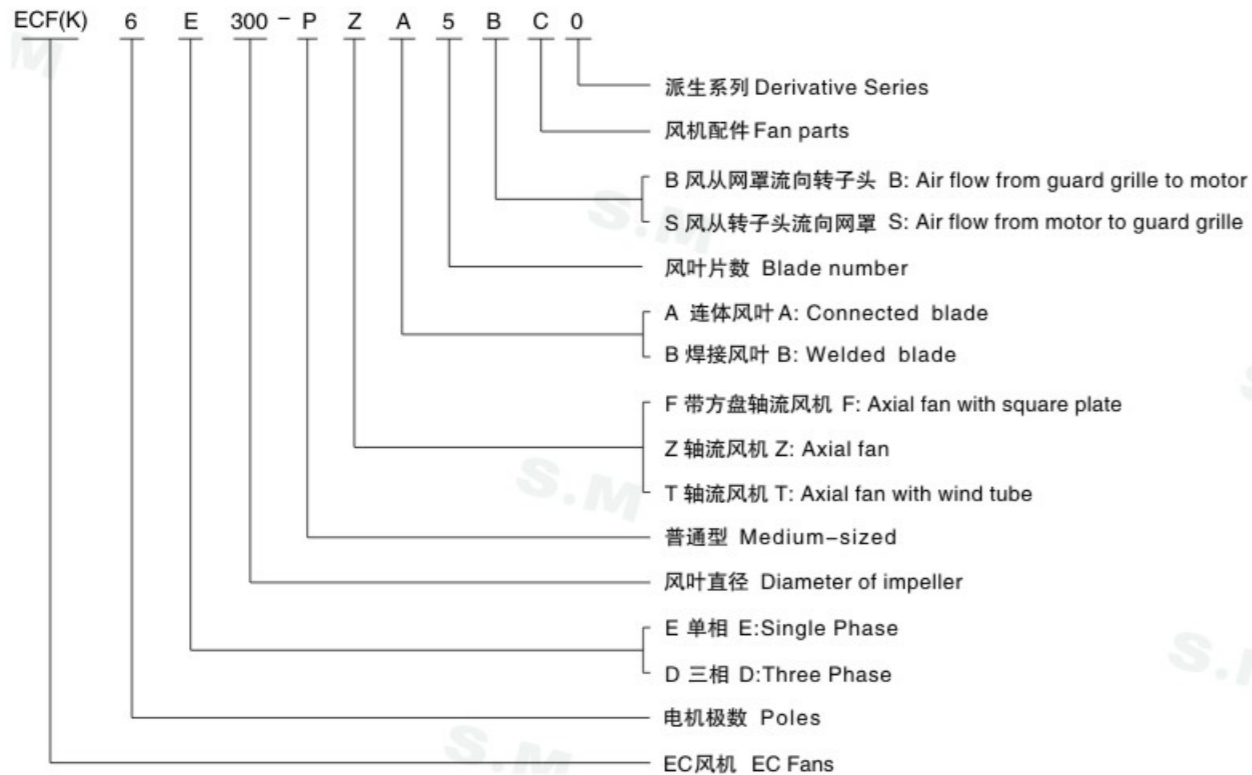 ECF(K) 6 E 300 - P Z A 5 B C 0
派生系列 Derivative Series
风机配件 Fan parts
B 风从网罩流向转子头 B: Air flow from guard grille to motor
S 风从转子头流向网罩 S: Air flow from motor to guard grille
风叶片数 Blade number
A 连体风叶 A: Connected blade
B 焊接风叶 B: Welded blade
F 带方盘轴流风机 F: Axial fan with square plate
Z 轴流风机 Z: Axial fan
T 轴流风机 T: Axial fan with wind tube
普通型 Medium-sized
风叶直径 Diameter of impeller
E 单相 E:Single Phase
D 三相 D:Three Phase
电机极数 Poles
EC风机 EC Fans
S.M
S.M
S.M